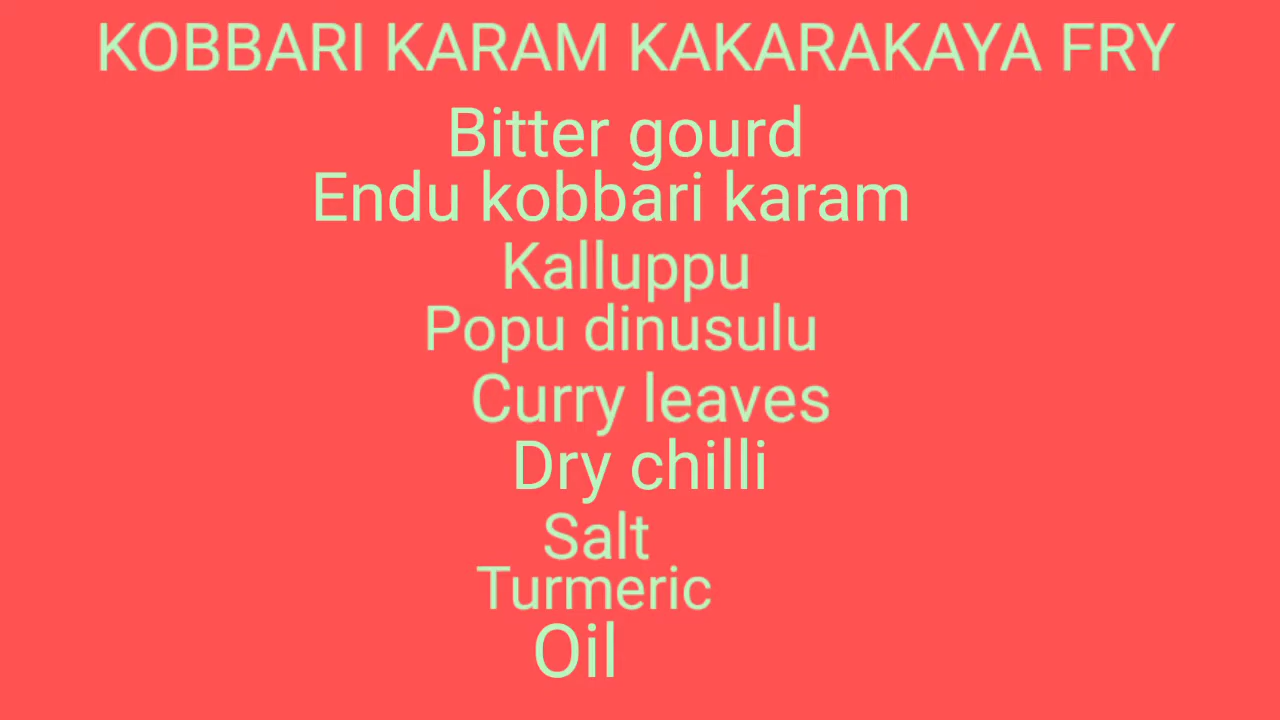 KOBBARI KARAM KAKARAKAYA FRY
Bitter gourd
Endu kobbari karam
Kalluppu
Popu dinusulu
Curry leaves
Dry chilli
Salt
Turmeric
Oil